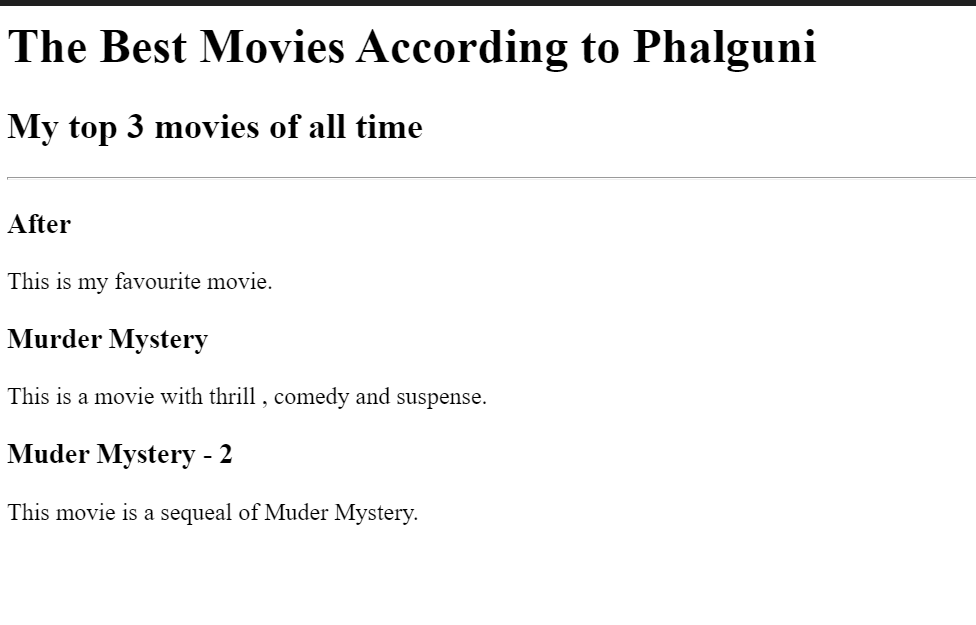 The Best Movies According to Phalguni
My top 3 movies of all time
After
This is my favourite movie.
Murder Mystery
This is a movie with thrill , comedy and suspense.
Muder Mystery - 2
This movie is a sequeal of Muder Mystery.